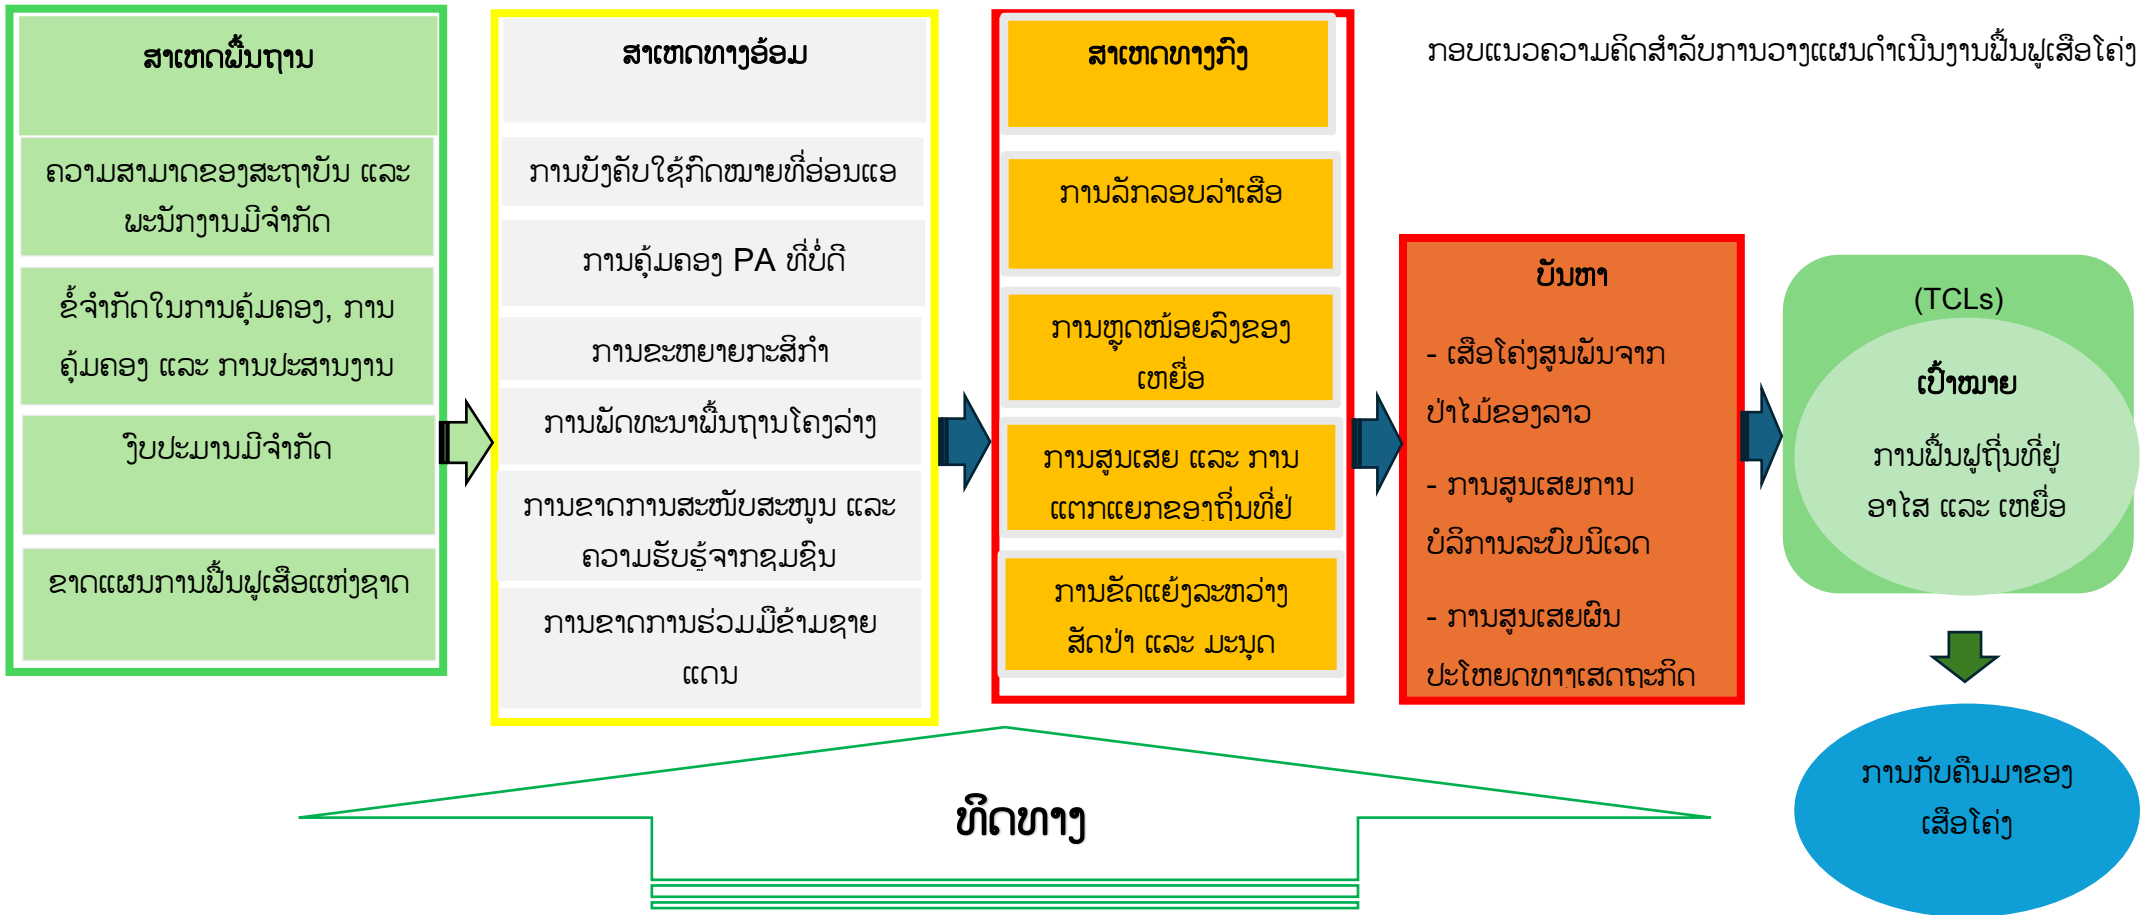 ສາເຫດພື້ນຖານ
ຄວາມສາມາດຂອງສະຖາບັນ ແລະ
ພະນັກງານມີຈຳກັດ
ຂໍ້ຈຳກັດໃນການຄຸ້ມຄອງ, ການ
ຄຸ້ມຄອງ ແລະ ການປະສານງານ
ງົບປະມານມີຈຳກັດ
ຂາດແຜນການຟື້ນຟູເສືອແຫ່ງຊາດ
ສາເຫດທາງອ້ອມ
ການບັງຄັບໃຊ້ກົດໝາຍທີ່ອ່ອນແອ
ການຄຸ້ມຄອງ PA ທີ່ບໍ່ດີ
ການຂະຫຍາຍກະສິກຳ
ການພັດທະນາພື້ນຖານໂຄງລ່າງ
ການຂາດການສະໜັບສະໜູນ ແລະ
ຄວາມຮັບຮູ້ຈາກຊຸມຊົນ
ການຂາດການຮ່ວມມືຂ້າມຊາຍ
ແດນ
ສາເຫດທາງກົງ
ການລັກລອບລ່າເສືອ
ການຫຼຸດໜ້ອຍລົງຂອງ
ເຫຍື່ອ
ການສູນເສຍ ແລະ ການ
ແຕກແຍກຂອງຖິ່ນທີ່ຢູ່
ການຂັດແຍ້ງລະຫວ່າງ
ສັດປ່າ ແລະ ມະນຸດ
ກອບແນວຄວາມຄິດສຳລັບການວາງແຜນດຳເນີນງານຟື້ນຟູເສືອໂຄ່ງ
ບັນຫາ
- ເສືອໂຄ່ງສູນພັນຈາກ
ປ່າໄມ້ຂອງລາວ
- ການສູນເສຍການ
ບໍລິການລະບົບນິເວດ
- ການສູນເສຍຜົນ
ປະໂຫຍດທາງເສດຖະກິດ
(TCLs)
ເປົ້າໝາຍ
ການຟື້ນຟູຖິ່ນທີ່ຢູ່
ອາໄສ ແລະ ເຫຍື່ອ
ການກັບຄືນມາຂອງ
ເສືອໂຄ່ງ
ທິດທາງ